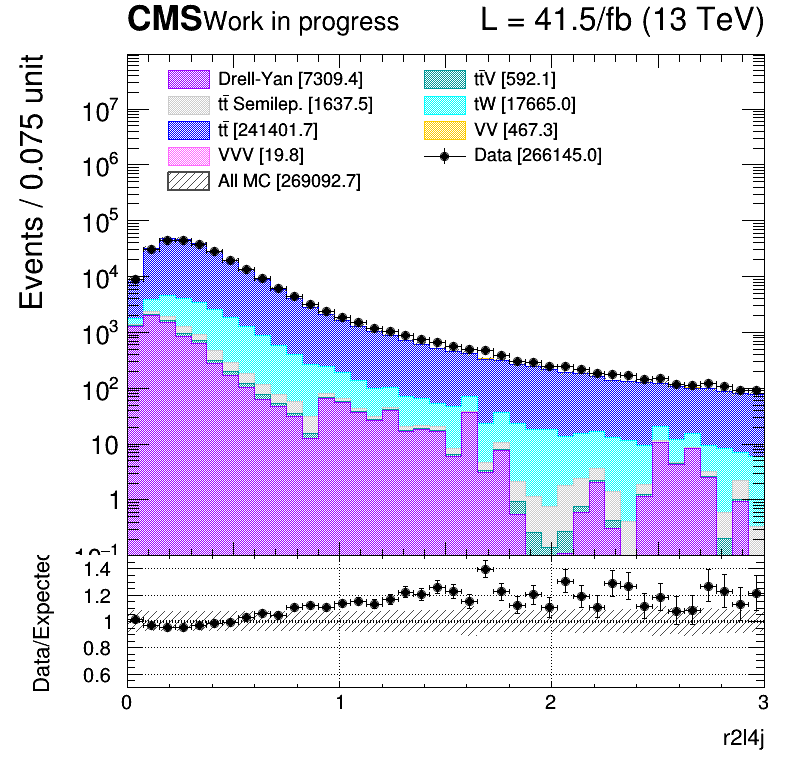 CMS Work in progress L = 41.5/fb (13 TeV)
Events / 0.075 unit
Drell-Yan [7309.4] tt̄V [592.1]
tt̄ Semilep. [1637.5] tW [17665.0]
tt̄ [241401.7] VV [467.3]
VVV [19.8] Data [266145.0]
All MC [269092.7]
10⁷
10⁶
10⁵
10⁴
10³
10²
10
1
10⁻¹
Data/Expected
1.4
1.2
1
0.8
0.6
0 1 2 3
r2l4j